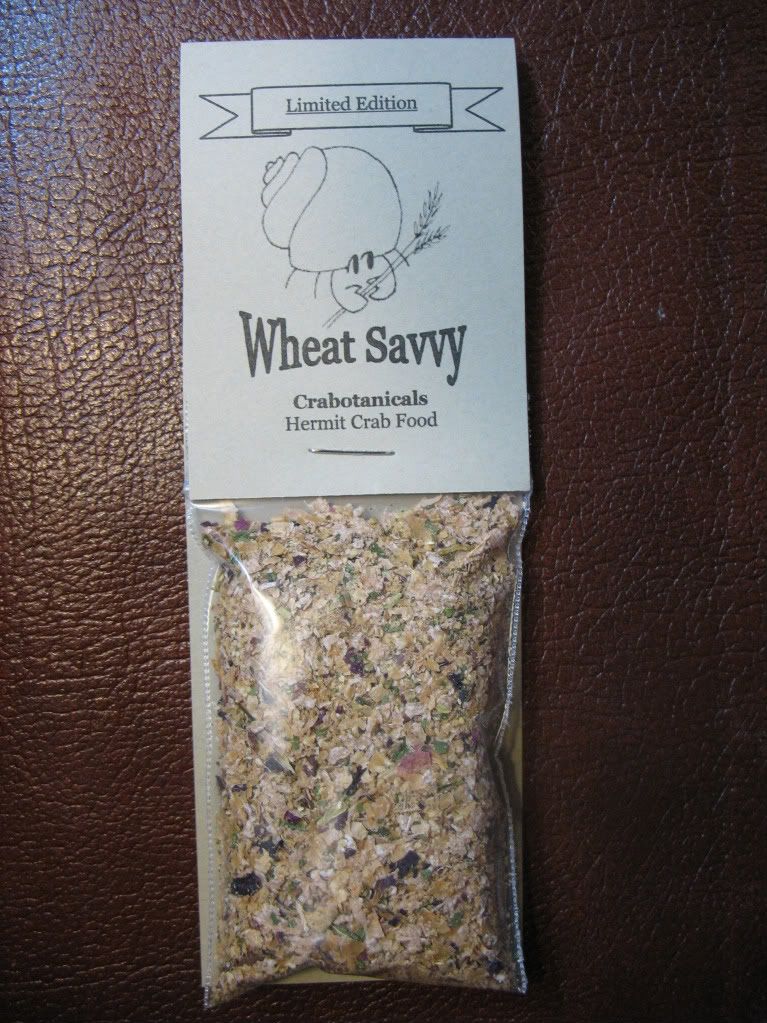 Limited Edition
Wheat Savvy
Crabotanicals
Hermit Crab Food